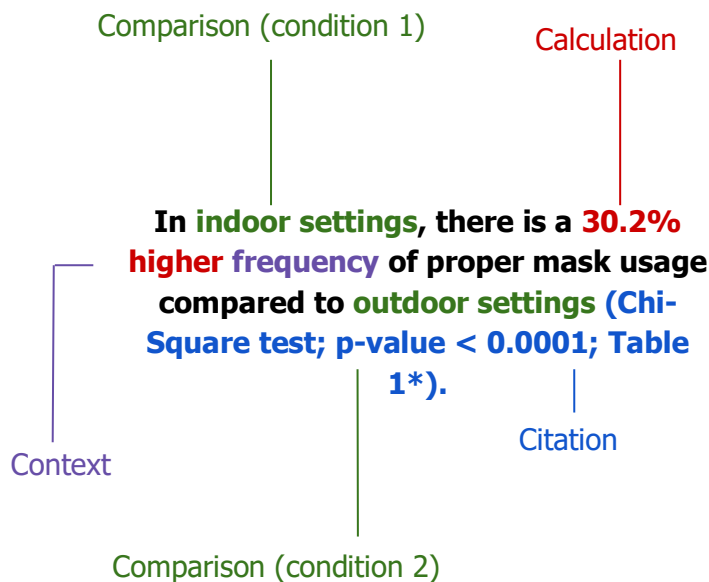 Comparison (condition 1)
Calculation
In indoor settings, there is a 30.2%
higher frequency of proper mask usage
compared to outdoor settings (Chi-
Square test; p-value < 0.0001; Table
1*).
Citation
Context
Comparison (condition 2)